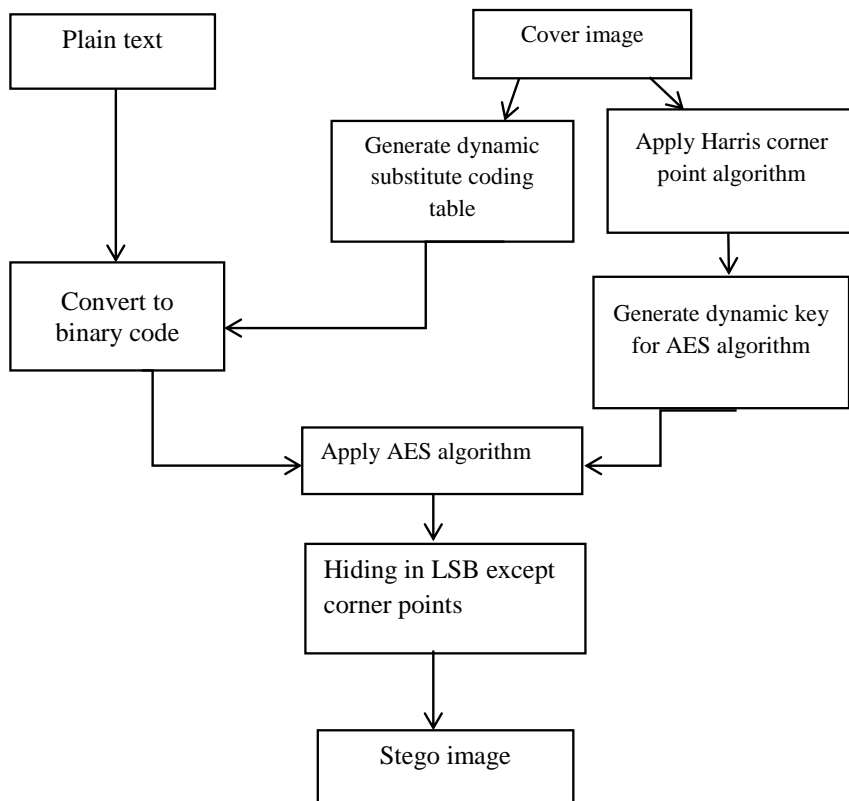 Plain text
Cover image
Generate dynamic
substitute coding
table
Apply Harris corner
point algorithm
Convert to
binary code
Generate dynamic key
for AES algorithm
Apply AES algorithm
Hiding in LSB except
corner points
Stego image